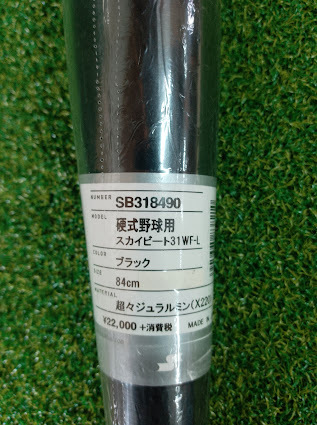 NUMBER SB318490
MODEL 硬式野球用
スカイビート31WF-L
COLOR ブラック
SIZE 84cm
MATERIAL 超々ジュラルミン(X220
¥22,000 +消費税 MADE IN